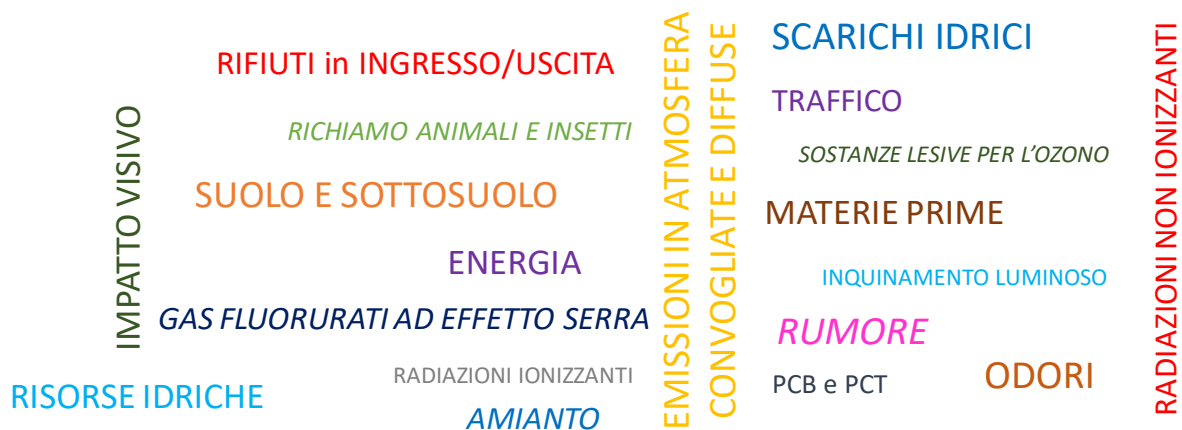 RIFIUTI in INGRESSO/USCITA
RICHIAMO ANIMALI E INSETTI
IMPATTO VISIVO
SUOLO E SOTTOSUOLO
ENERGIA
GAS FLUORURATI AD EFFETTO SERRA
RADIAZIONI IONIZZANTI
RISORSE IDRICHE
AMIANTO
EMISSIONI IN ATMOSFERA
CONVOGLIATE E DIFFUSE
SCARICHI IDRICI
TRAFFICO
SOSTANZE LESIVE PER L’OZONO
MATERIE PRIME
INQUINAMENTO LUMINOSO
RUMORE
PCB e PCT
ODORI
RADIAZIONI NON IONIZZANTI